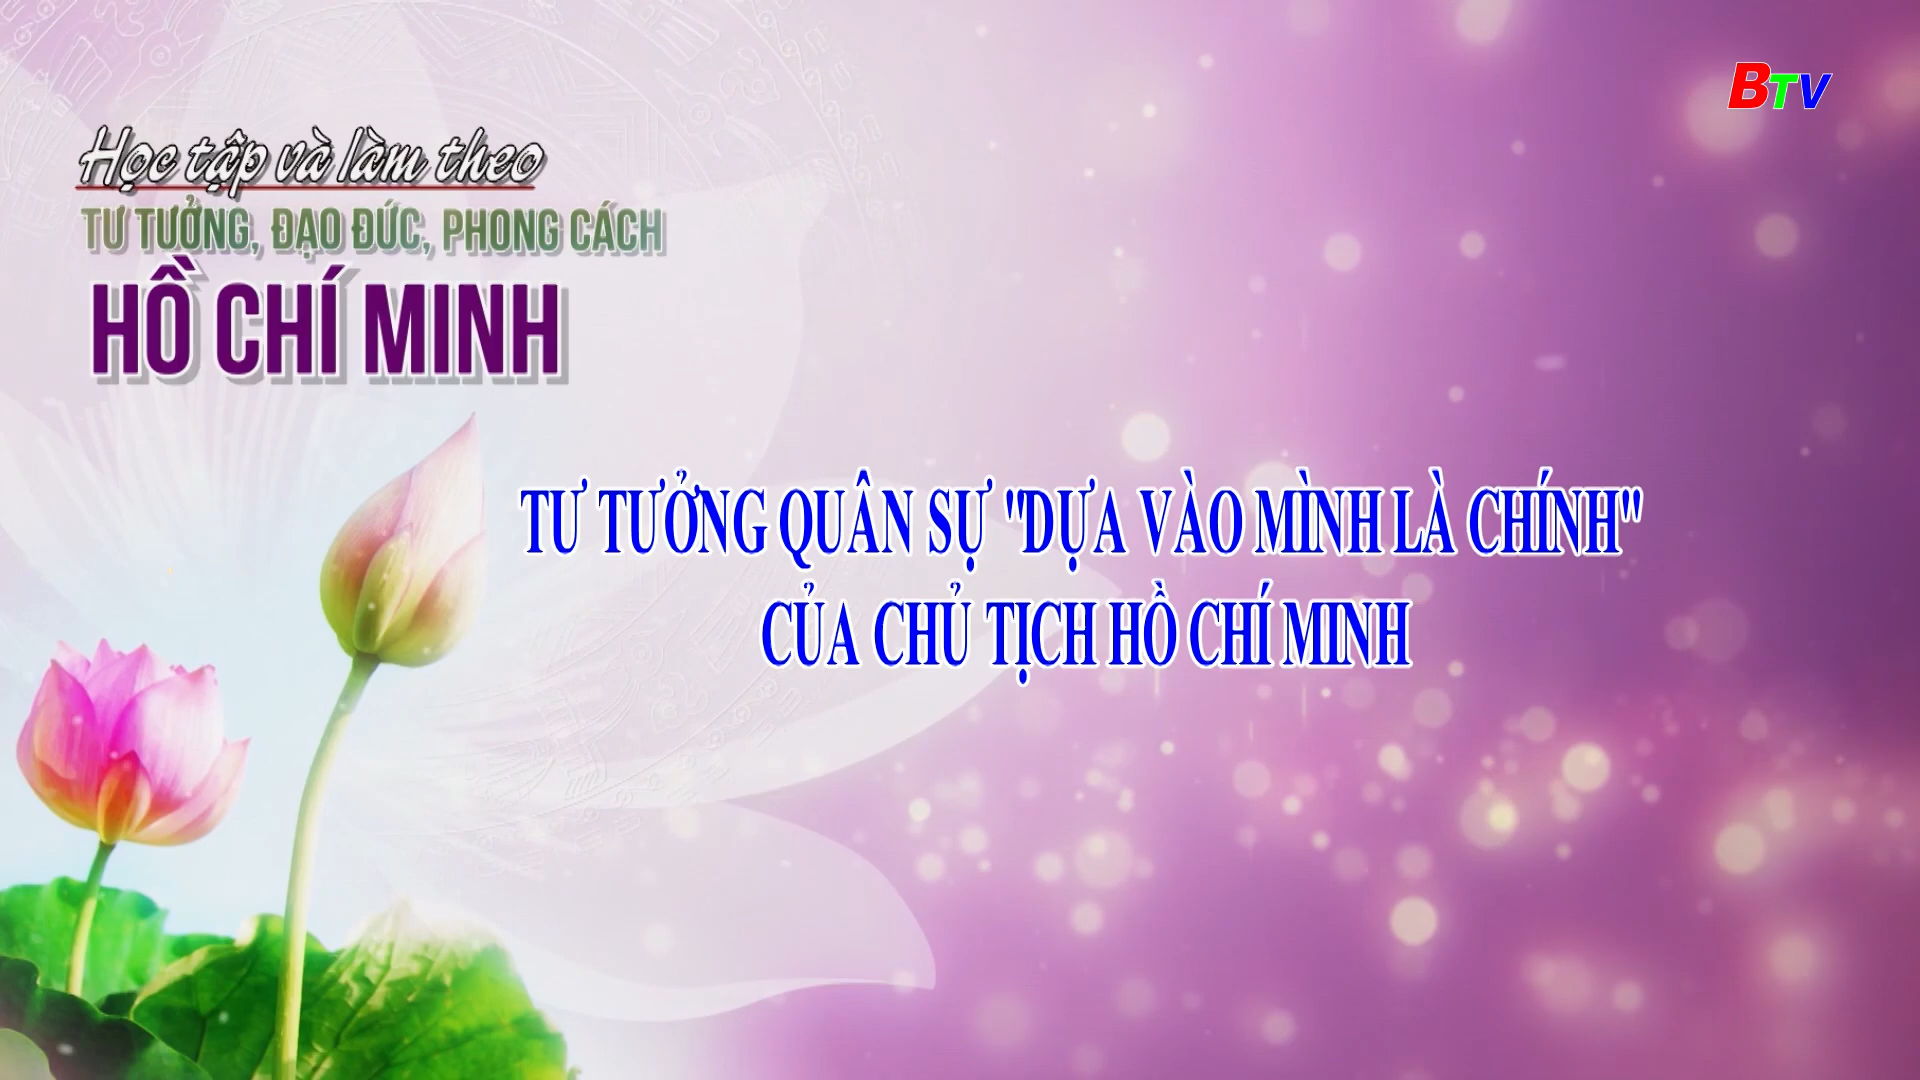 BTV
Học tập và làm theo
TƯ TƯỞNG, ĐẠO ĐỨC, PHONG CÁCH
HỒ CHÍ MINH
TƯ TƯỞNG QUÂN SỰ "DỰA VÀO MÌNH LÀ CHÍNH"
CỦA CHỦ TỊCH HỒ CHÍ MINH